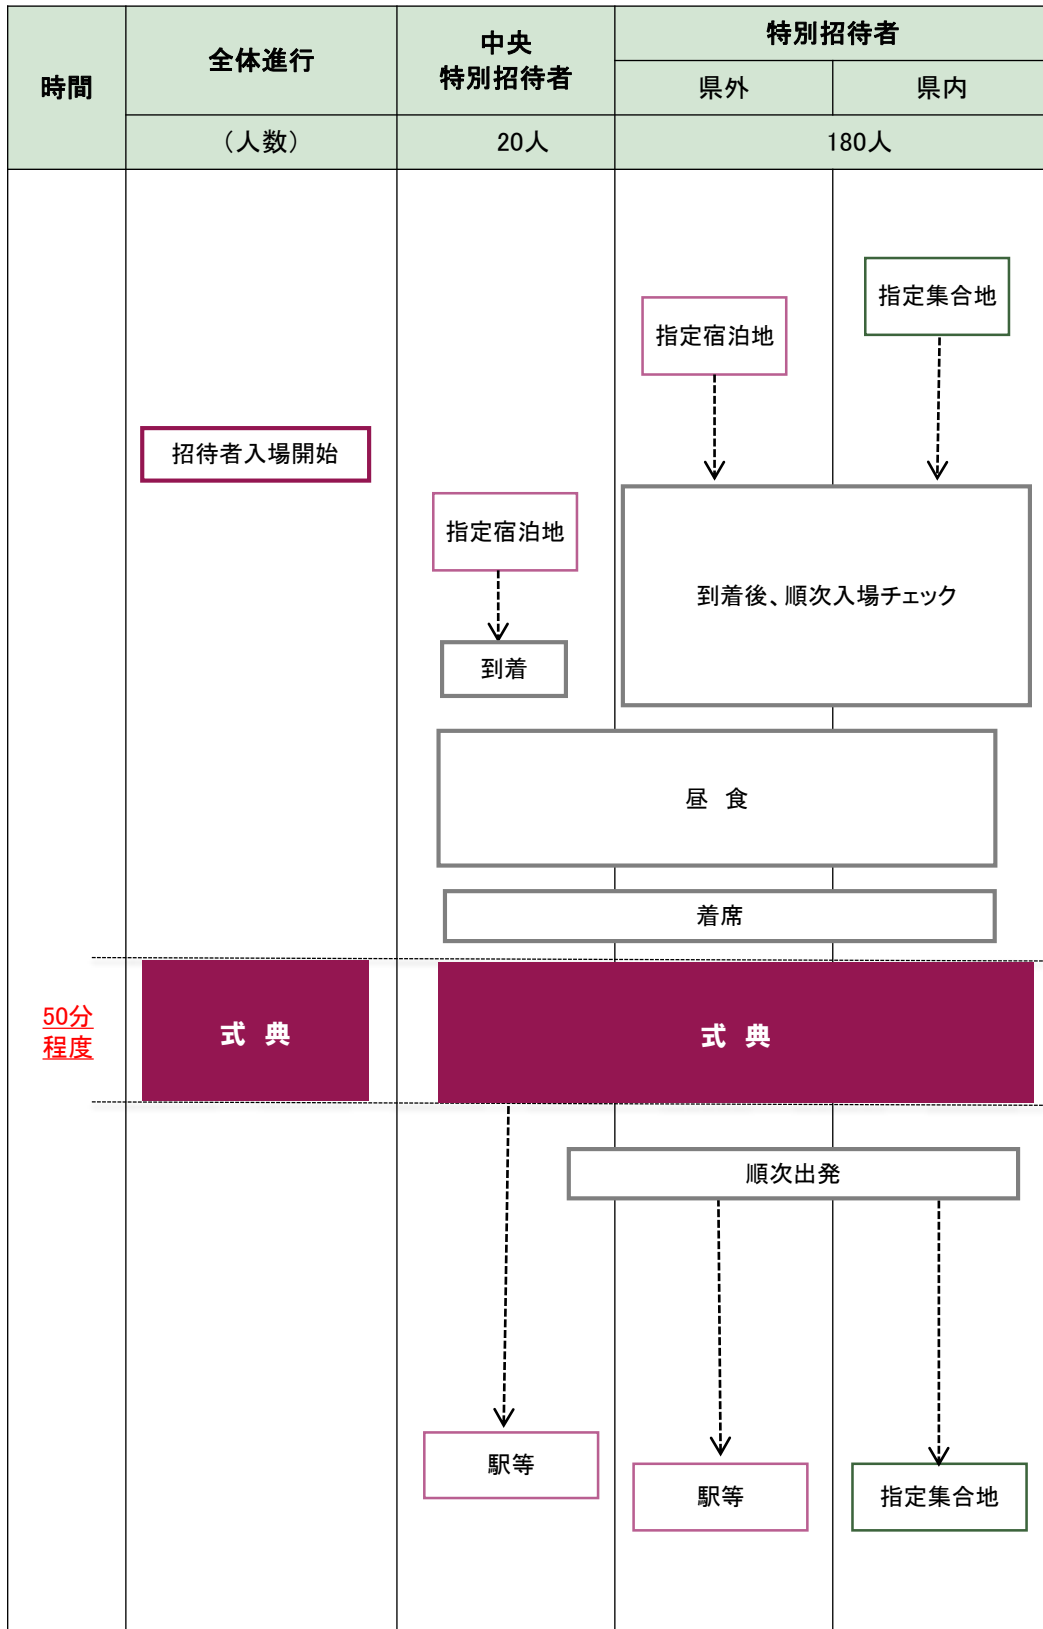 時間
全体進行
中央
特別招待者
特別招待者
県外
県内
（人数）
20人
180人
指定集合地
指定宿泊地
招待者入場開始
指定宿泊地
到着後、順次入場チェック
到着
昼　食
着席
50分
程度
式　典
式　典
順次出発
駅等
駅等
指定集合地